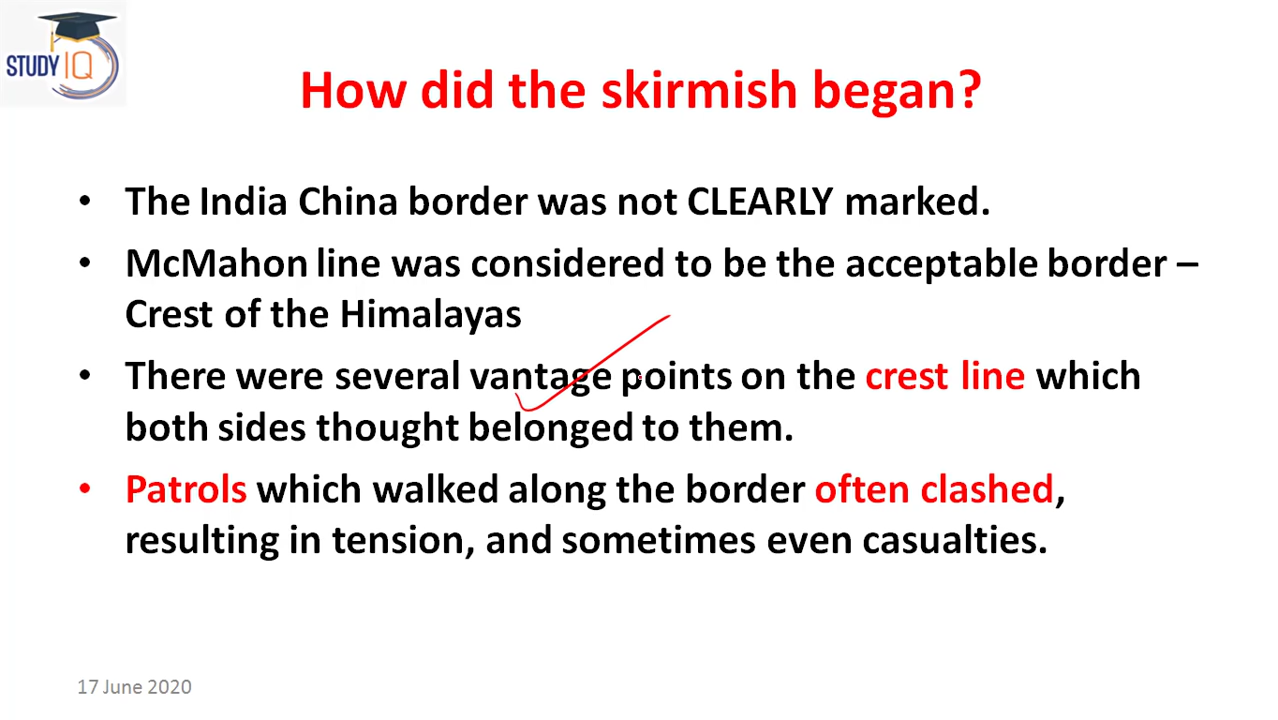 STUDY IQ
How did the skirmish began?
• The India China border was not CLEARLY marked.
• McMahon line was considered to be the acceptable border –
Crest of the Himalayas
• There were several vantage points on the crest line which
both sides thought belonged to them.
• Patrols which walked along the border often clashed,
resulting in tension, and sometimes even casualties.
17 June 2020